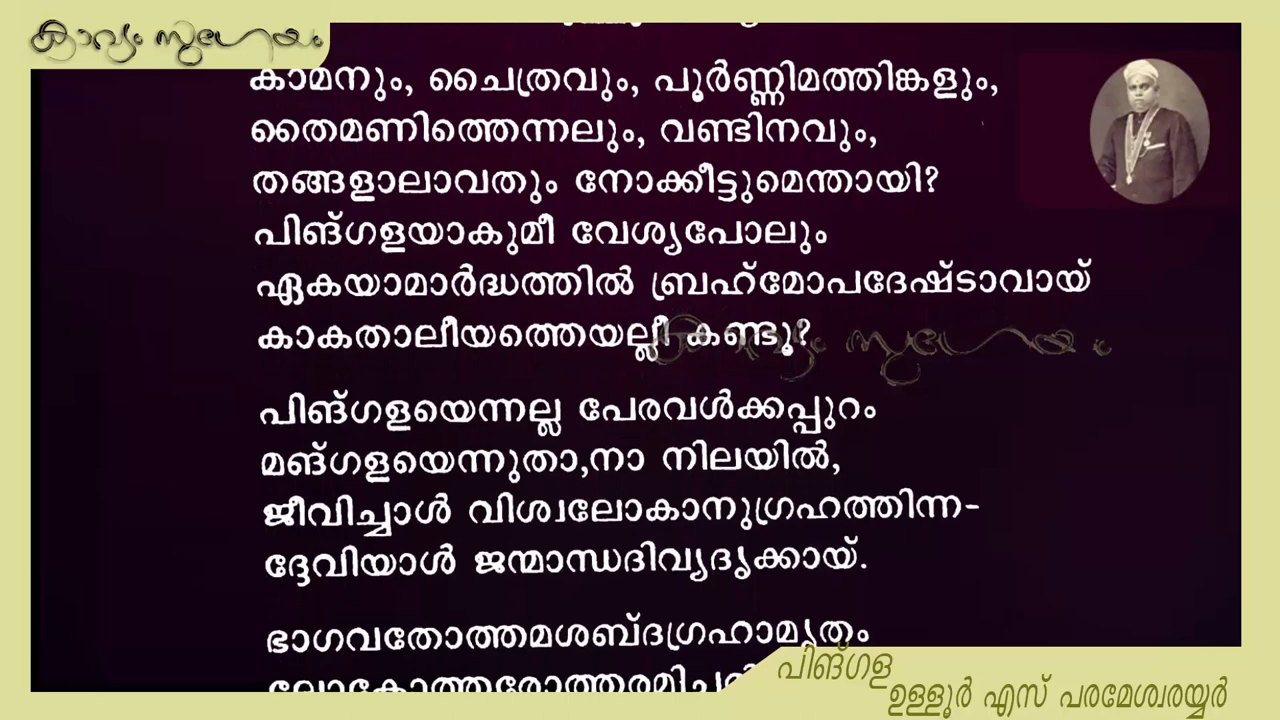 കാവ്യം സുഗേയം
കാമനും, ചൈത്രവും, പൂർണ്ണിമത്തിങ്കളും,
തൈമണിത്തെന്നലും, വണ്ടിനവും,
തങ്ങളാലാവതും നോക്കീട്ടുമെന്തായി?
പിങ്ഗളയാകുമീ വേശ്യപോലും
ഏകയാമാർദ്ധത്തിൽ ബ്രഹ്മോപദേഷ്ടാവായ്
കാകതാലീയത്തെയല്ലീ കണ്ടൂ?
കാവ്യം സുഗേയം
പിങ്ഗളയെന്നല്ല പേരവൾക്കപ്പുറം
മങ്ഗളയെന്നുതാ,നാ നിലയിൽ,
ജീവിച്ചാൾ വിശ്വലോകാനുഗ്രഹത്തിന്ന-
ദ്ദേവിയാൾ ജന്മാന്ധദിവ്യദൃക്കായ്.
ഭാഗവതോത്തമശബ്ദഗ്രഹാമൃതം
പിങ്ഗള
ഉള്ളൂർ എസ് പരമേശ്വരയ്യർ